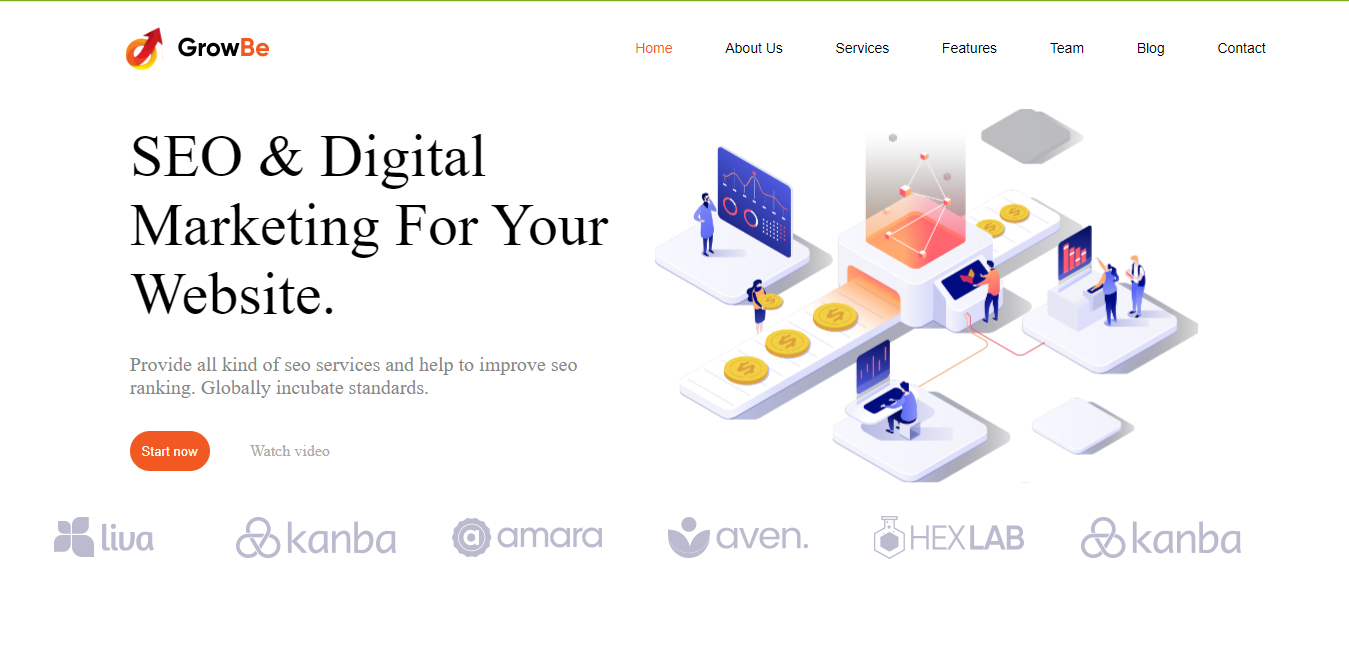 GrowBe
Home About Us Services Features Team Blog Contact
SEO & Digital
Marketing For Your
Website.
Provide all kind of seo services and help to improve seo
ranking. Globally incubate standards.
Start now Watch video
liva kanba amara aven. HEXLAB kanba